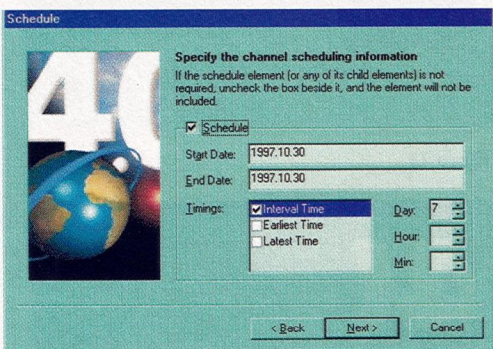 Schedule
40
Specify the channel scheduling information
If the schedule element (or any of its child elements) is not
required, uncheck the box beside it, and the element will not be
included.
Schedule
Start Date: 1997.10.30
End Date: 1997.10.30
Timings: Interval Time Day: 7
Earliest Time Hour:
Latest Time Min:
< Back Next > Cancel